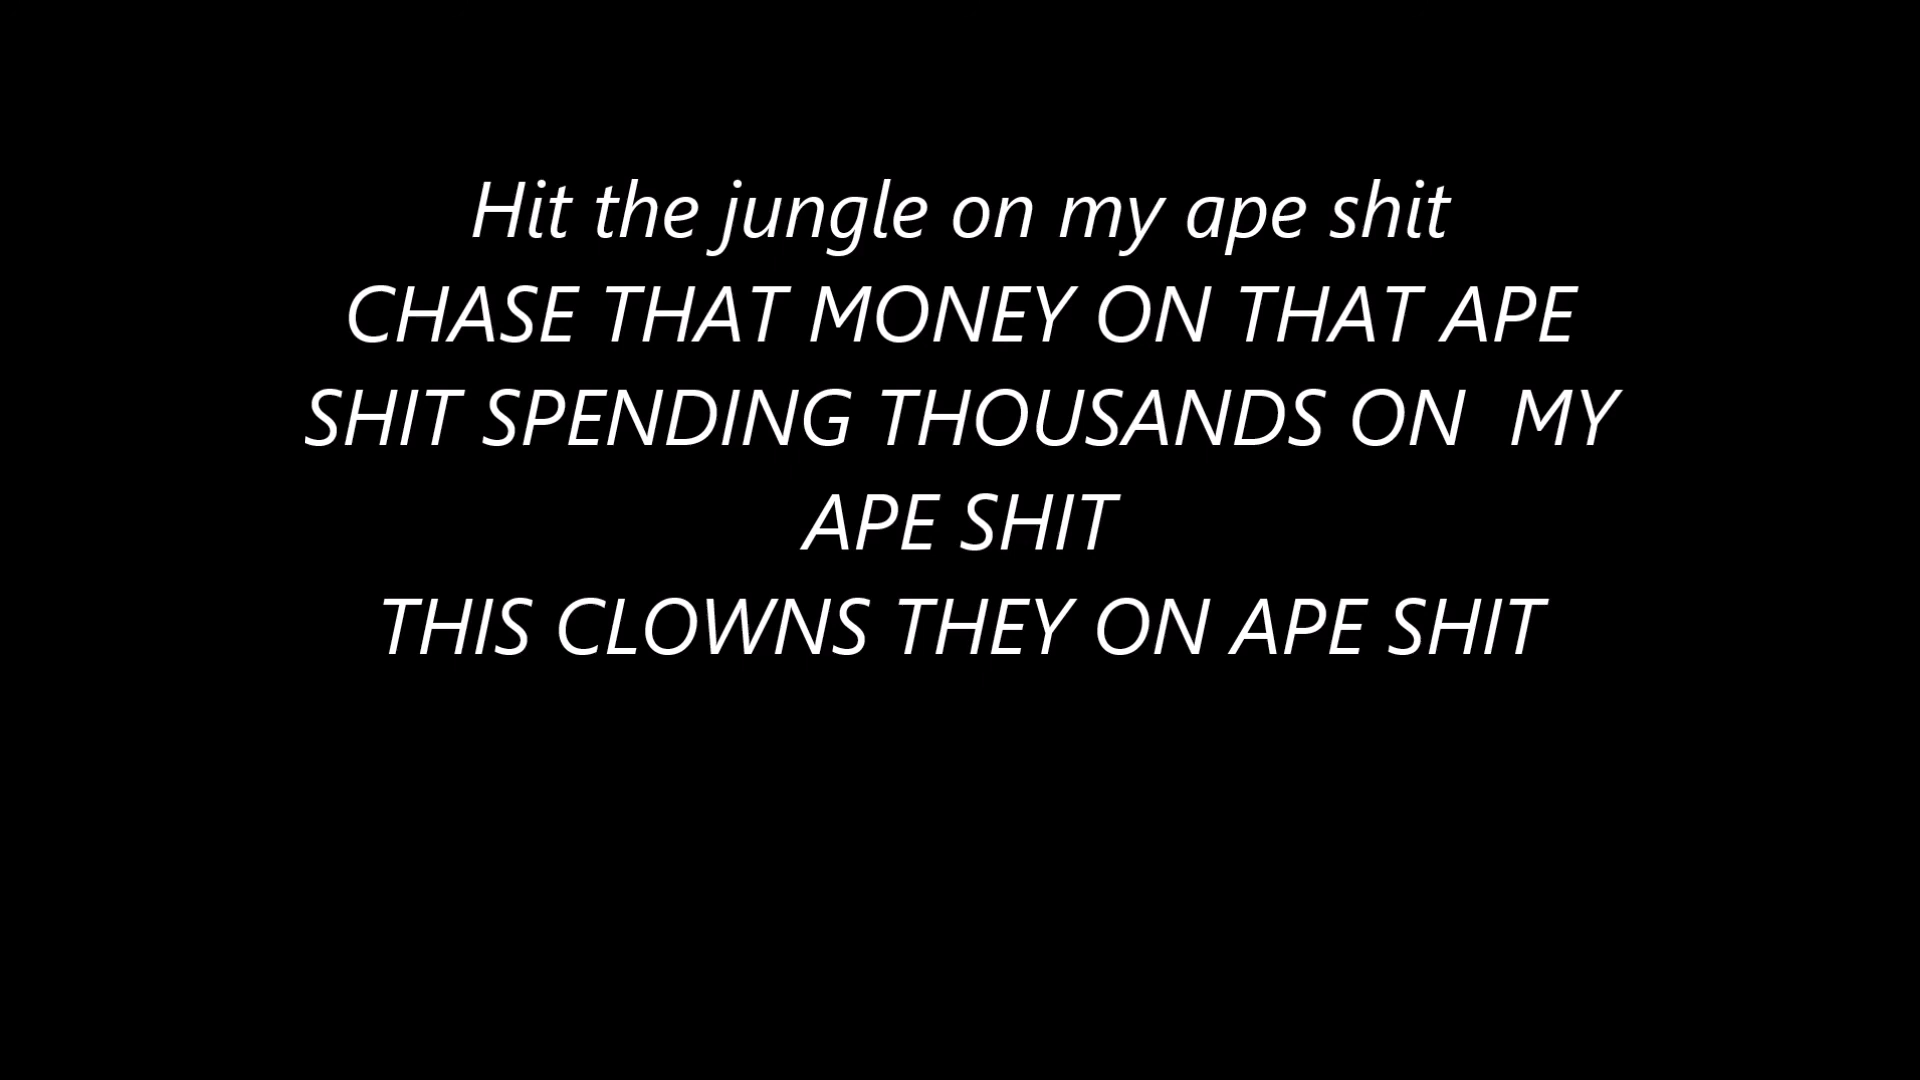 Hit the jungle on my ape shit
CHASE THAT MONEY ON THAT APE
SHIT SPENDING THOUSANDS ON  MY
APE SHIT
THIS CLOWNS THEY ON APE SHIT